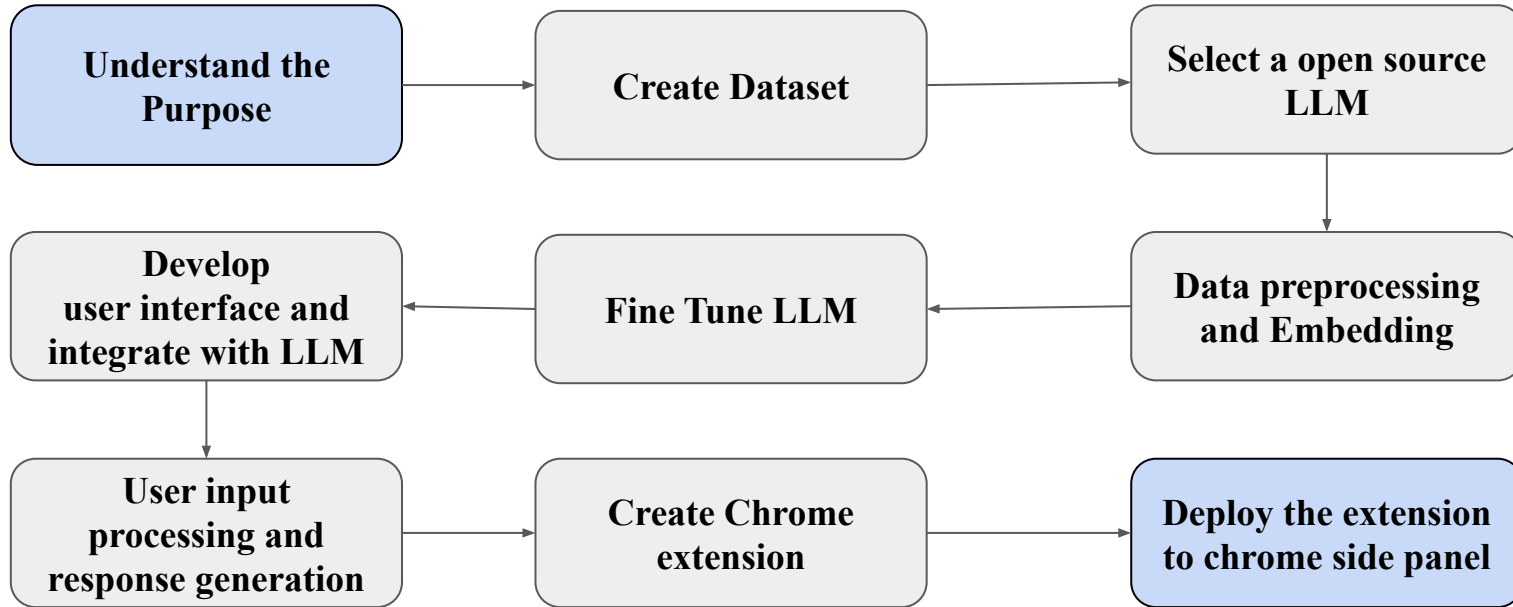 Understand the
Purpose
Create Dataset
Select a open source
LLM
Data preprocessing
and Embedding
Fine Tune LLM
Develop
user interface and
integrate with LLM
User input
processing and
response generation
Create Chrome
extension
Deploy the extension
to chrome side panel